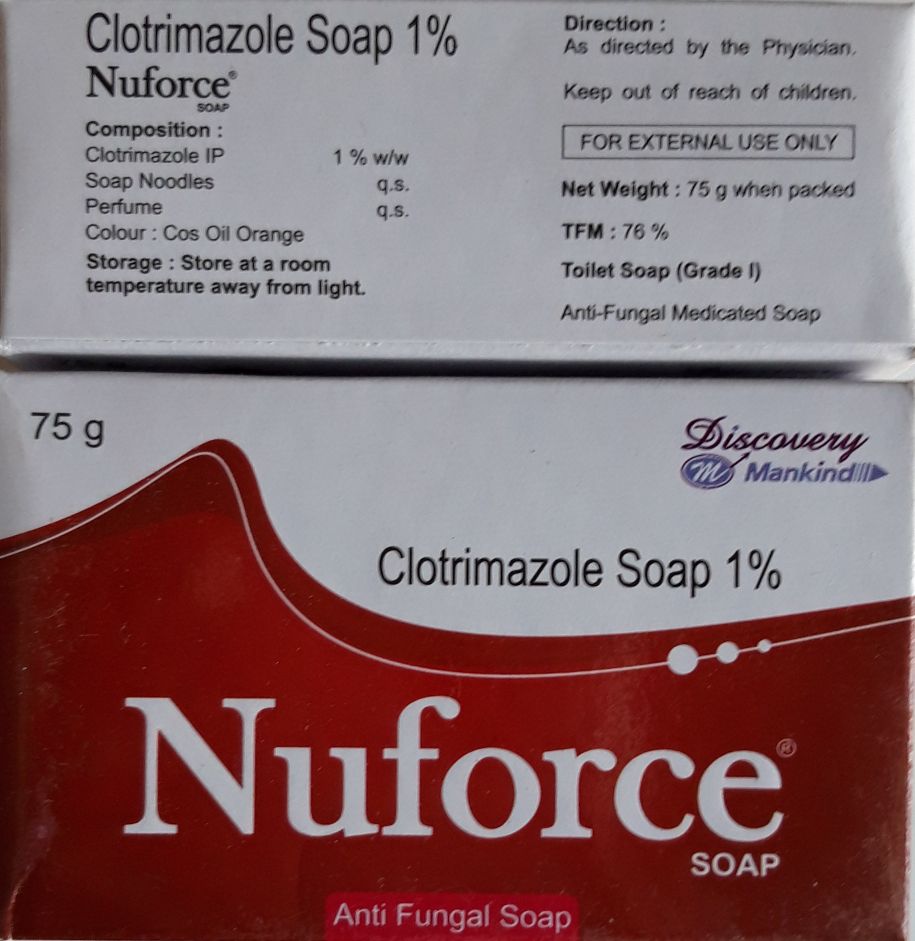 Clotrimazole Soap 1%
Nuforce®
SOAP
Composition :
Clotrimazole IP 1 % w/w
Soap Noodles q.s.
Perfume q.s.
Colour : Cos Oil Orange
Storage : Store at a room
temperature away from light.
Direction :
As directed by the Physician.
Keep out of reach of children.
FOR EXTERNAL USE ONLY
Net Weight : 75 g when packed
TFM : 76 %
Toilet Soap (Grade I)
Anti-Fungal Medicated Soap
75 g
Discovery
m Mankind
Clotrimazole Soap 1%
Nuforce®
SOAP
Anti Fungal Soap